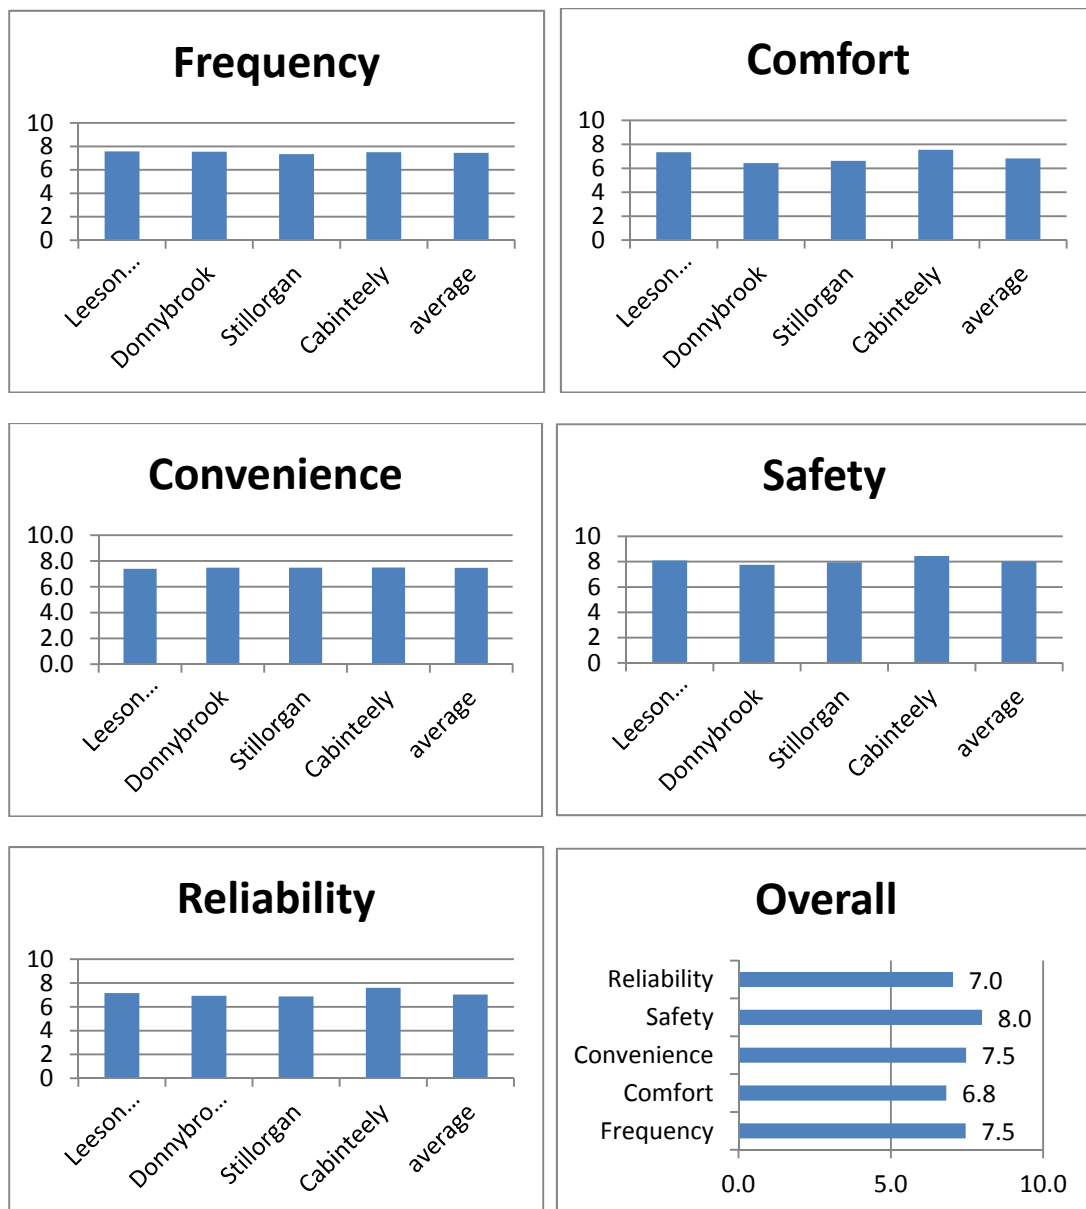 Frequency
10
8
6
4
2
0
Leeson...
Donnybrook
Stillorgan
Cabinteely
average
Comfort
10
8
6
4
2
0
Leeson...
Donnybrook
Stillorgan
Cabinteely
average
Convenience
10.0
8.0
6.0
4.0
2.0
0.0
Leeson...
Donnybrook
Stillorgan
Cabinteely
average
Safety
10
8
6
4
2
0
Leeson...
Donnybrook
Stillorgan
Cabinteely
average
Reliability
10
8
6
4
2
0
Leeson...
Donnybro...
Stillorgan
Cabinteely
average
Overall
Reliability 7.0
Safety 8.0
Convenience 7.5
Comfort 6.8
Frequency 7.5
0.0 5.0 10.0